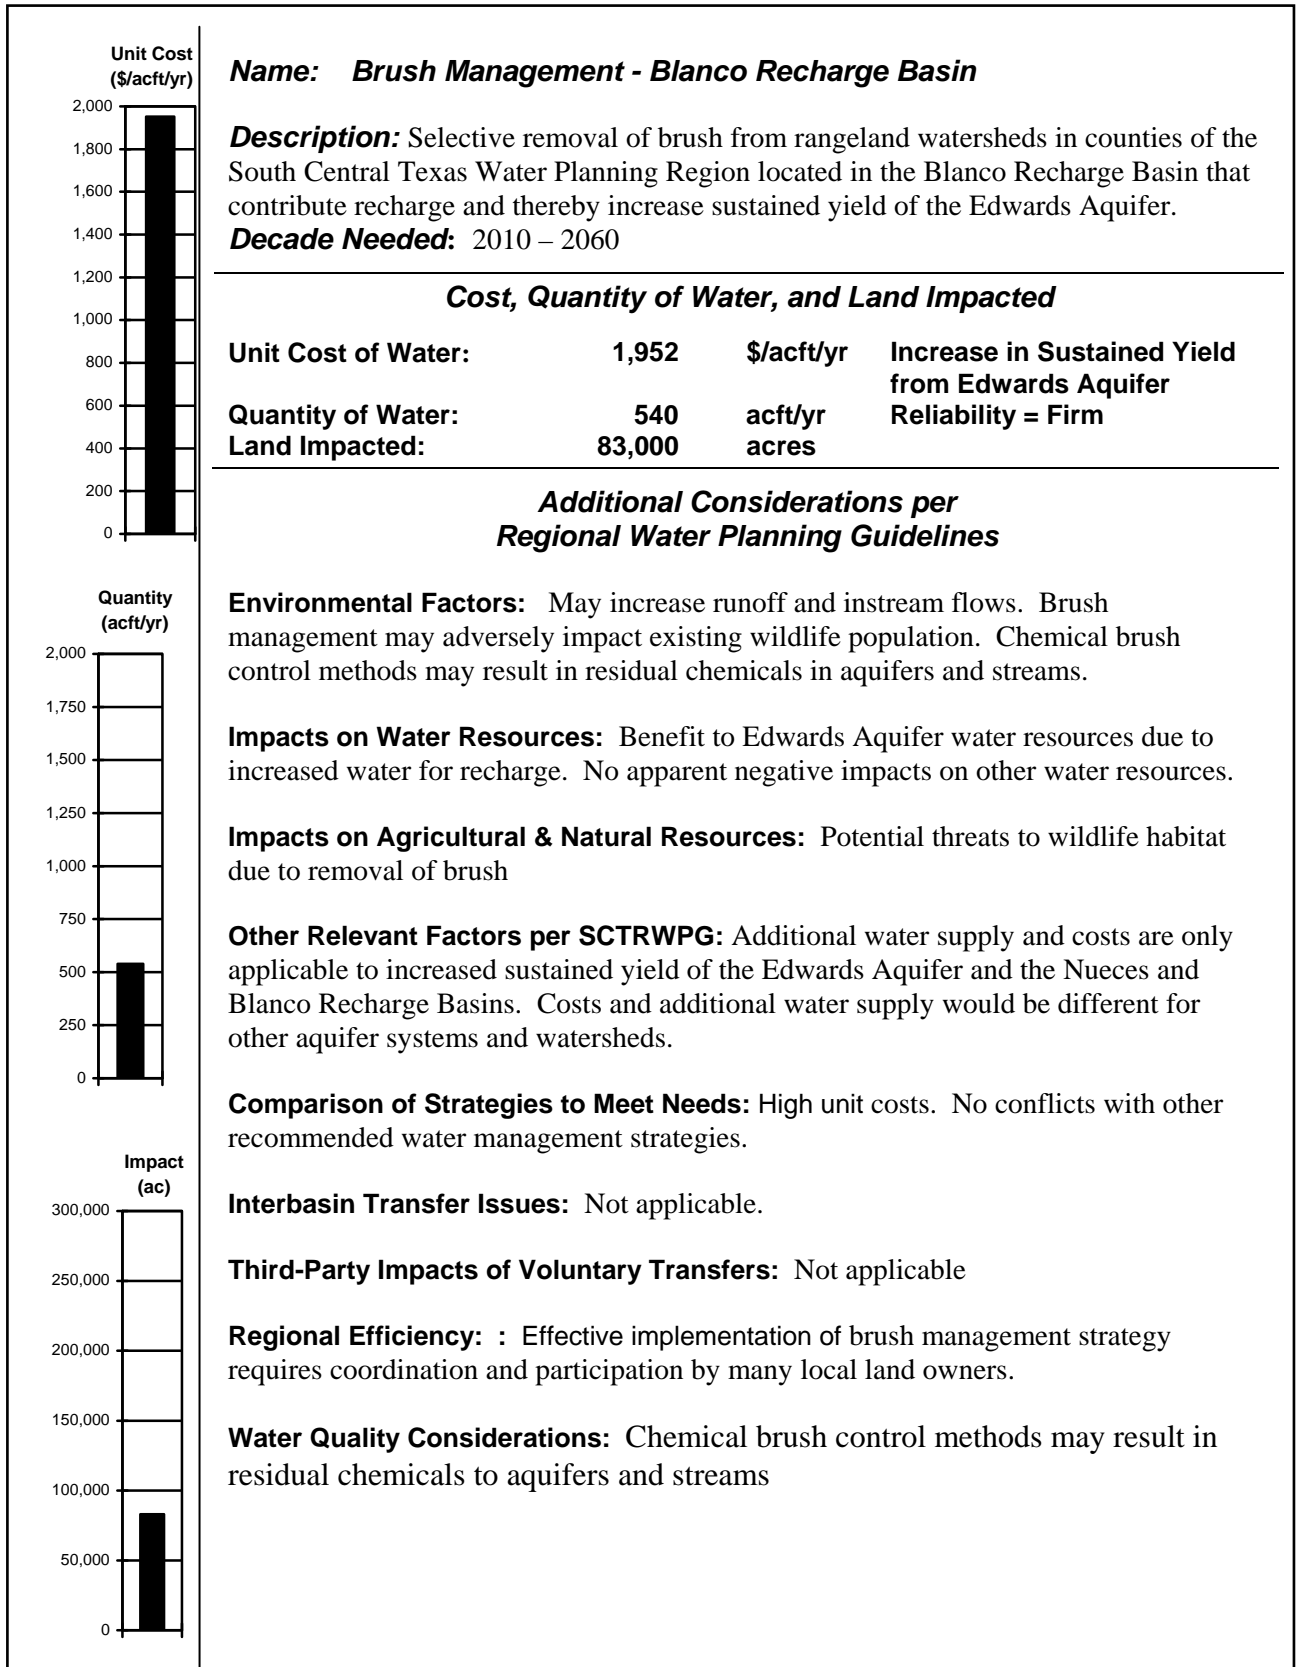 Unit Cost
($/acft/yr)
2,000
1,800
1,600
1,400
1,200
1,000
800
600
400
200
0
Quantity
(acft/yr)
2,000
1,750
1,500
1,250
1,000
750
500
250
0
Impact
(ac)
300,000
250,000
200,000
150,000
100,000
50,000
0
Name: Brush Management - Blanco Recharge Basin
Description: Selective removal of brush from rangeland watersheds in counties of the
South Central Texas Water Planning Region located in the Blanco Recharge Basin that
contribute recharge and thereby increase sustained yield of the Edwards Aquifer.
Decade Needed: 2010 – 2060
Cost, Quantity of Water, and Land Impacted
Unit Cost of Water: 1,952 $/acft/yr Increase in Sustained Yield
from Edwards Aquifer
Quantity of Water: 540 acft/yr Reliability = Firm
Land Impacted: 83,000 acres
Additional Considerations per
Regional Water Planning Guidelines
Environmental Factors: May increase runoff and instream flows. Brush
management may adversely impact existing wildlife population. Chemical brush
control methods may result in residual chemicals in aquifers and streams.
Impacts on Water Resources: Benefit to Edwards Aquifer water resources due to
increased water for recharge. No apparent negative impacts on other water resources.
Impacts on Agricultural & Natural Resources: Potential threats to wildlife habitat
due to removal of brush
Other Relevant Factors per SCTRWPG: Additional water supply and costs are only
applicable to increased sustained yield of the Edwards Aquifer and the Nueces and
Blanco Recharge Basins. Costs and additional water supply would be different for
other aquifer systems and watersheds.
Comparison of Strategies to Meet Needs: High unit costs. No conflicts with other
recommended water management strategies.
Interbasin Transfer Issues: Not applicable.
Third-Party Impacts of Voluntary Transfers: Not applicable
Regional Efficiency: : Effective implementation of brush management strategy
requires coordination and participation by many local land owners.
Water Quality Considerations: Chemical brush control methods may result in
residual chemicals to aquifers and streams